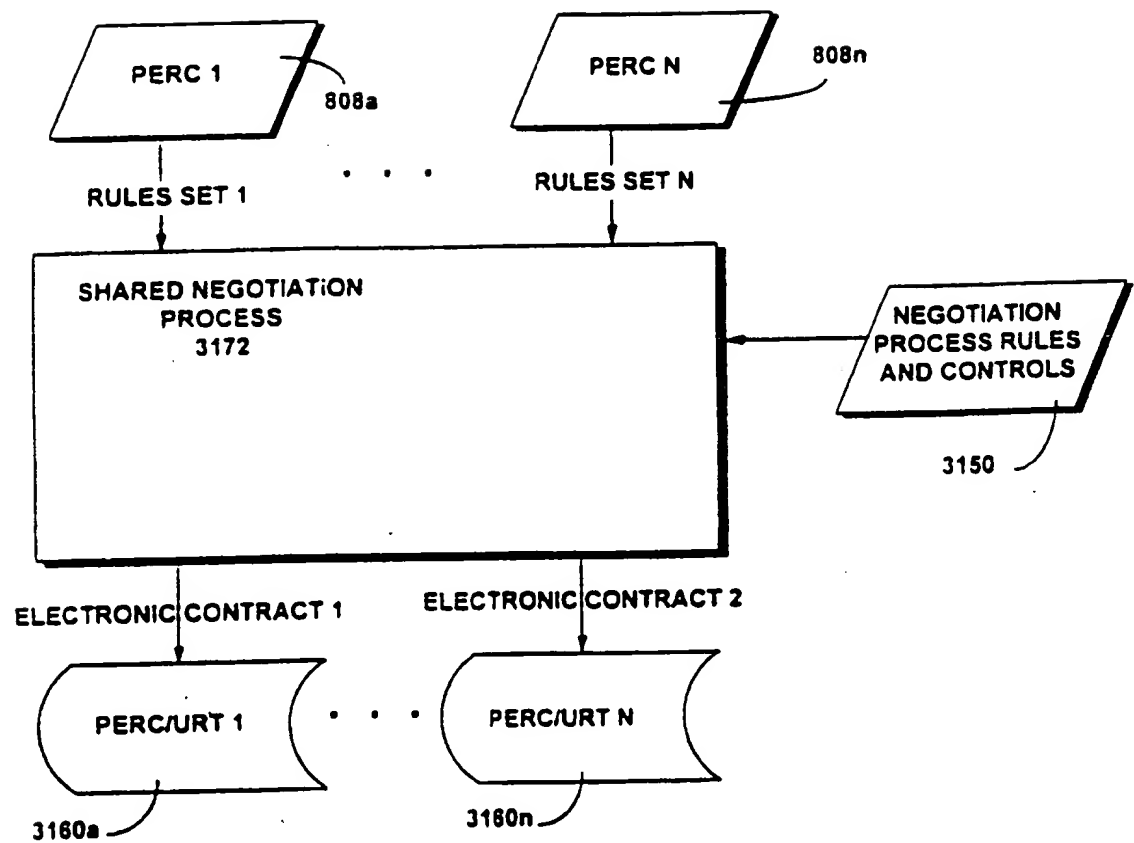 PERC 1
808a
PERC N
808n
RULES SET 1
. . .
RULES SET N
SHARED NEGOTIATION
PROCESS
3172
NEGOTIATION
PROCESS RULES
AND CONTROLS
3150
ELECTRONIC CONTRACT 1
ELECTRONIC CONTRACT 2
PERC/URT 1
. . .
PERC/URT N
3160a
3160n